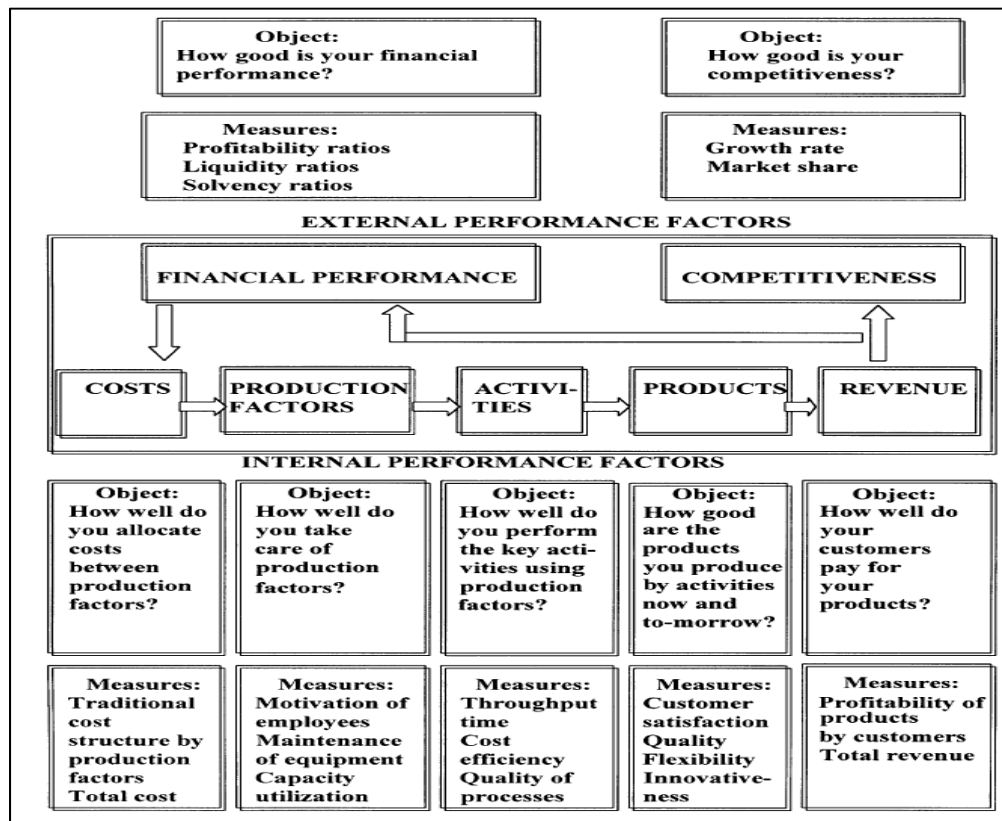 Object:
How good is your financial
performance?
Object:
How good is your
competitiveness?
Measures:
Profitability ratios
Liquidity ratios
Solvency ratios
Measures:
Growth rate
Market share
EXTERNAL PERFORMANCE FACTORS
FINANCIAL PERFORMANCE
COMPETITIVENESS
COSTS
PRODUCTION
FACTORS
ACTIVI-
TIES
PRODUCTS
REVENUE
INTERNAL PERFORMANCE FACTORS
Object:
How well do
you allocate
costs
between
production
factors?
Object:
How well do
you take
care of
production
factors?
Object:
How well do
you perform
the key acti-
vities using
production
factors?
Object:
How good
are the
products
you produce
by activities
now and
to-morrow?
Object:
How well do
your
customers
pay for
your
products?
Measures:
Traditional
cost
structure by
production
factors
Total cost
Measures:
Motivation of
employees
Maintenance
of equipment
Capacity
utilization
Measures:
Throughput
time
Cost
efficiency
Quality of
processes
Measures:
Customer
satisfaction
Quality
Flexibility
Innovative-
ness
Measures:
Profitability of
products
by customers
Total revenue